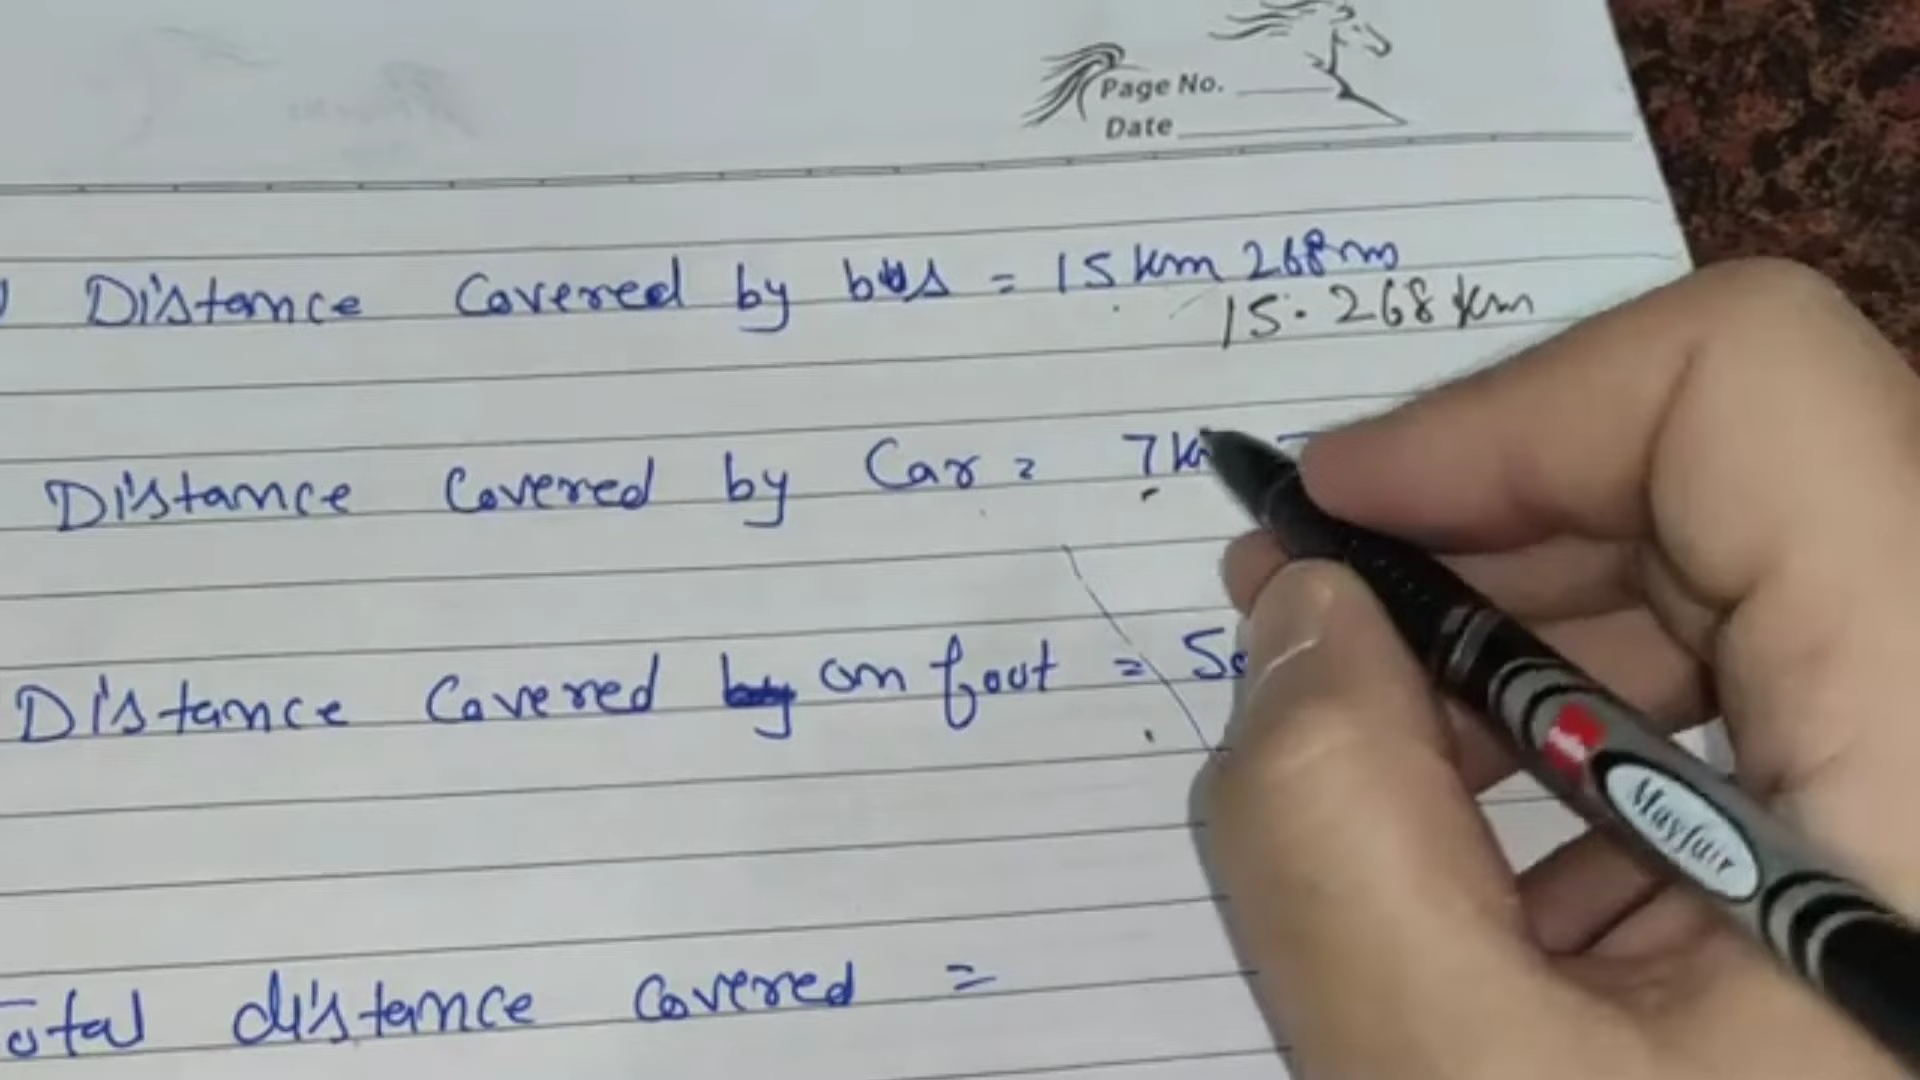 Page No.
Date
Distance Covered by bus = 15 km 268m
15.268 km
Distance Covered by Car = 7
Distance Covered on foot =
Total distance Covered =
Mayfair